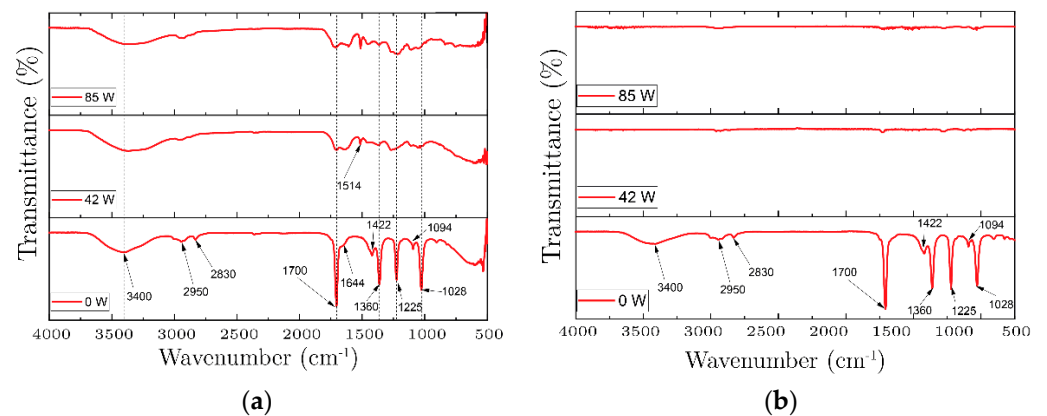 (a)
Transmittance (%)
85 W
1514
42 W
1422
1094
3400
2950
2830
1700
1644
1360
1225
-1028
0 W
4000 3500 3000 2500 2000 1500 1000 500
Wavenumber (cm-1)
(a)
(b)
Transmittance (%)
85 W
42 W
1422
1094
3400
2950
2830
1700
1360
1225
1028
0 W
4000 3500 3000 2500 2000 1500 1000 500
Wavenumber (cm-1)
(b)